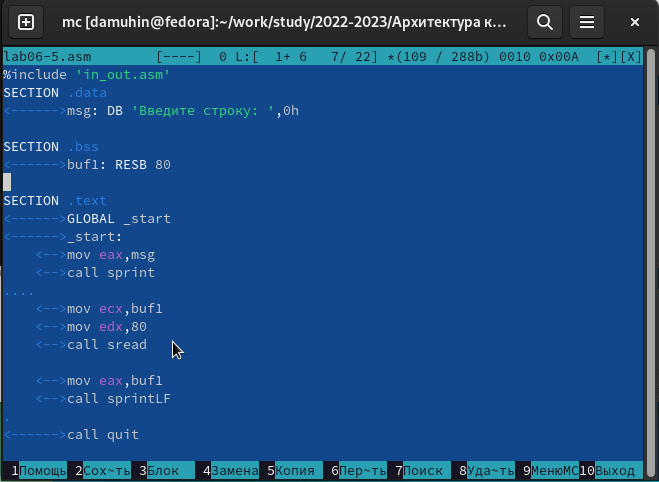 mc [damuhin@fedora]:~/work/study/2022-2023/Архитектура к...
lab06-5.asm [----] 0 L:[ 1+ 6 7/ 22] *(109 / 288b) 0010 0x00A [*][X]
%include 'in_out.asm'
SECTION .data
<------>msg: DB 'Введите строку: ',0h
SECTION .bss
<------>buf1: RESB 80
SECTION .text
<------>GLOBAL _start
<------>_start:
<-->mov eax,msg
<-->call sprint
....
<-->mov ecx,buf1
<-->mov edx,80
<-->call sread
<-->mov eax,buf1
<-->call sprintLF
.
<------>call quit
1Помощь 2Сох~ть 3Блок 4Замена 5Копия 6Пер~ть 7Поиск 8Уда~ть 9МенюMC 10Выход